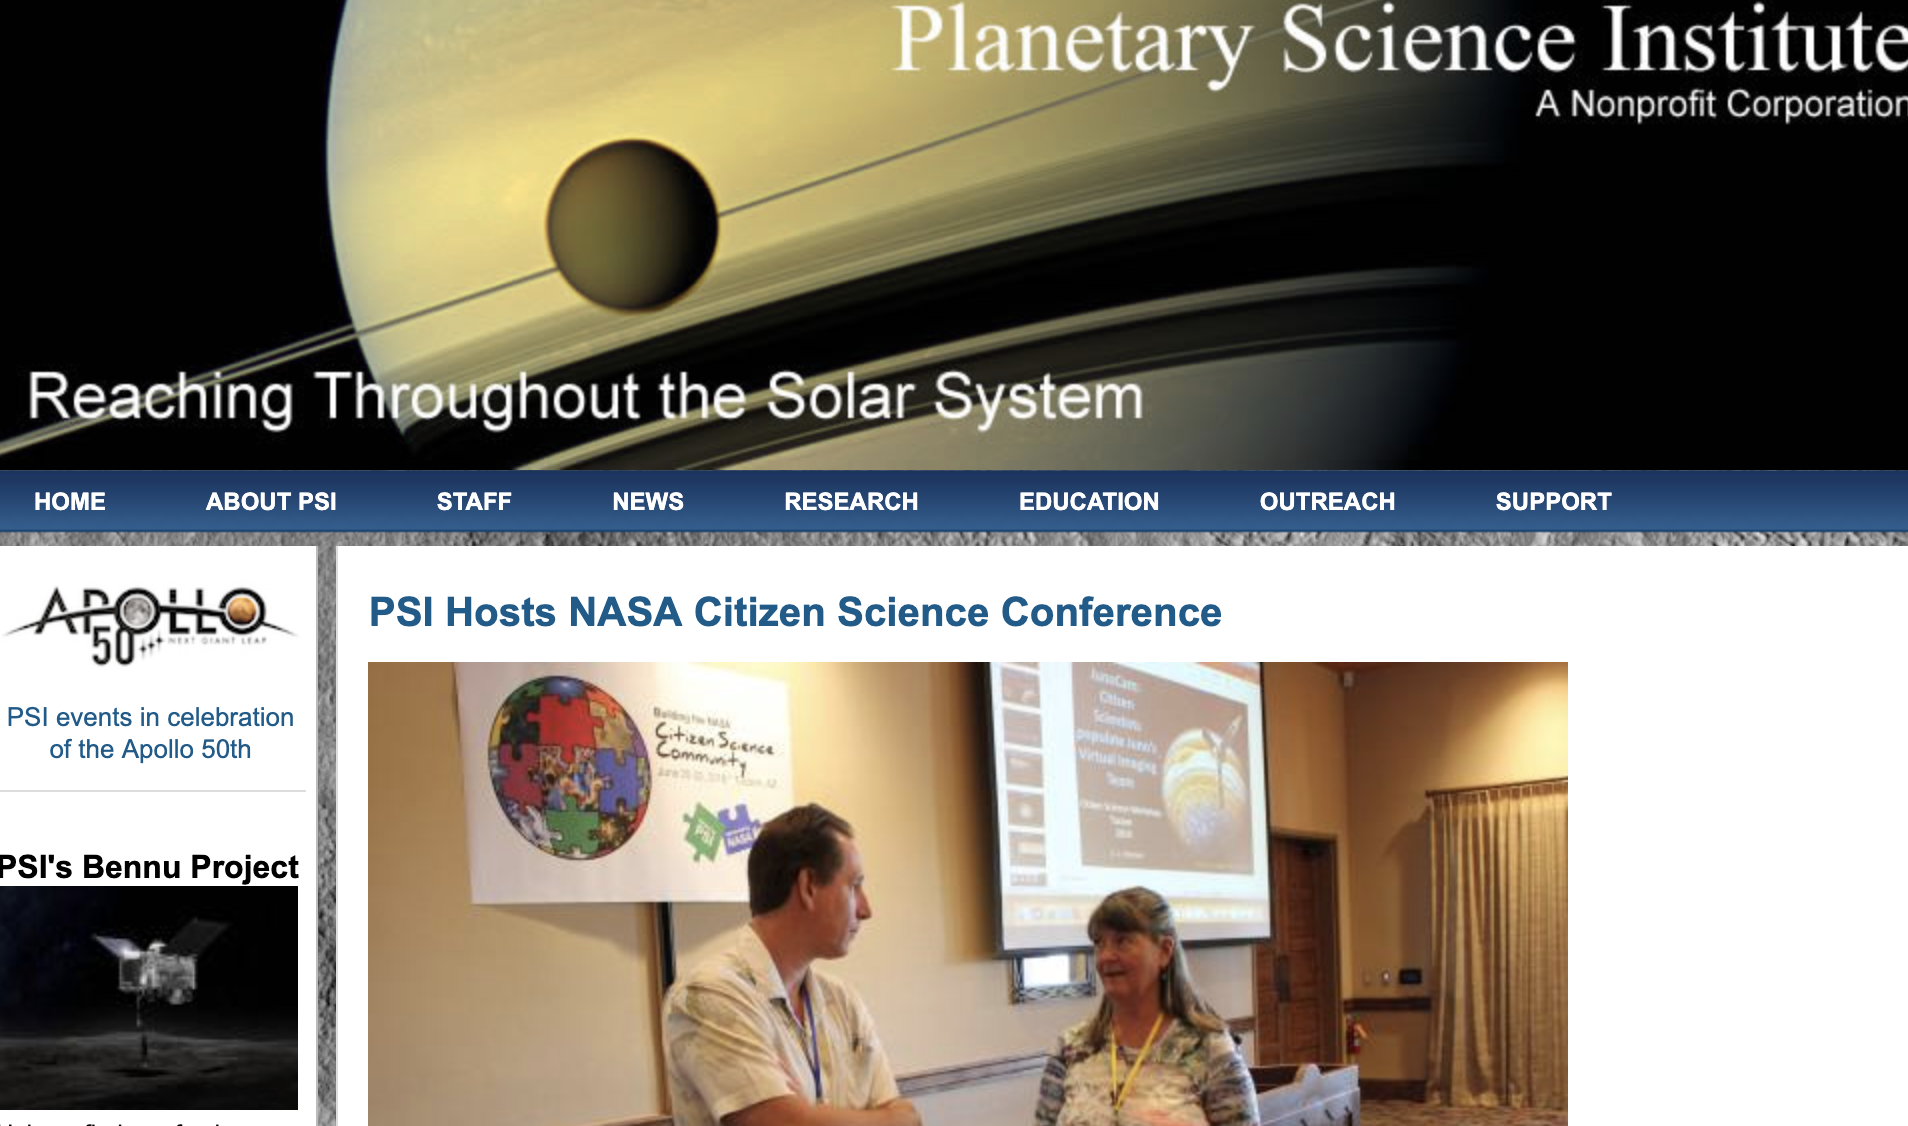 Planetary Science Institute
A Nonprofit Corporation
Reaching Throughout the Solar System
HOME ABOUT PSI STAFF NEWS RESEARCH EDUCATION OUTREACH SUPPORT
APOLLO
50 NEXT GIANT LEAP
PSI events in celebration
of the Apollo 50th
PSI's Bennu Project
PSI Hosts NASA Citizen Science Conference
Building the NASA
Citizen Science
Community
PSI
NASA
JunoCam:
Citizen
Scientists
populate Juno's
Virtual Imaging
Team